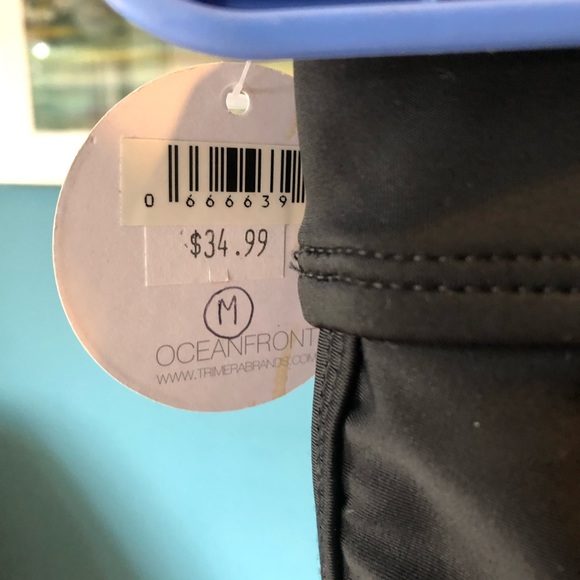 0 666639
$34.99
M
OCEANFRONT
WWW.TRIMERABRANDS.COM